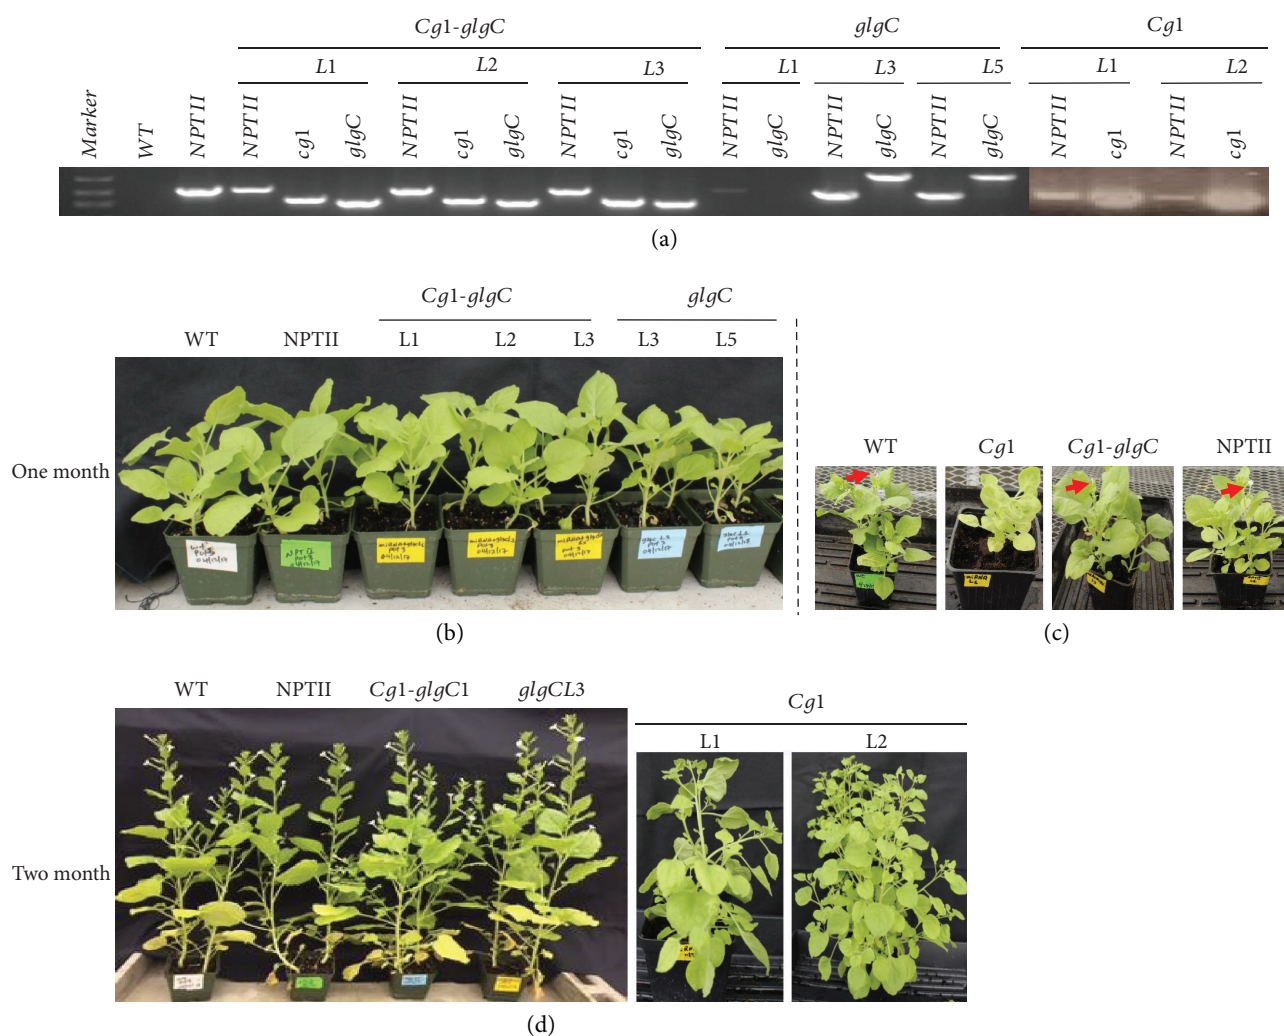 Cg1-glgC glgC Cg1
L1 L2 L3 L1 L3 L5 L1 L2
Marker WT NPTII NPTII cg1 glgC NPTII cg1 glgC NPTII cg1 glgC NPTII glgC NPTII glgC NPTII glgC NPTII cg1 NPTII cg1
(a)
Cg1-glgC glgC
WT NPTII L1 L2 L3 L3 L5
One month
(b)
WT Cg1 Cg1-glgC NPTII
(c)
WT NPTII Cg1-glgC1 glgCL3
Cg1
L1 L2
Two month
(d)